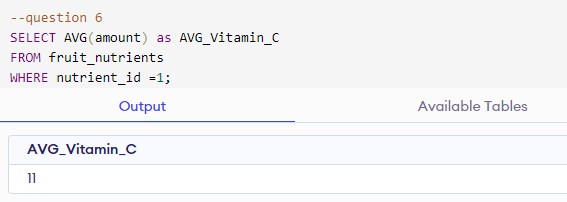 --question 6
SELECT AVG(amount) as AVG_Vitamin_C
FROM fruit_nutrients
WHERE nutrient_id =1;
Output
Available Tables
AVG_Vitamin_C
11